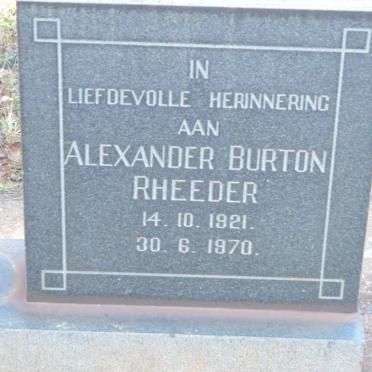 IN
LIEFDEVOLLE HERINNERING
AAN
ALEXANDER BURTON
RHEEDER
14. 10. 1921.
30. 6. 1970.